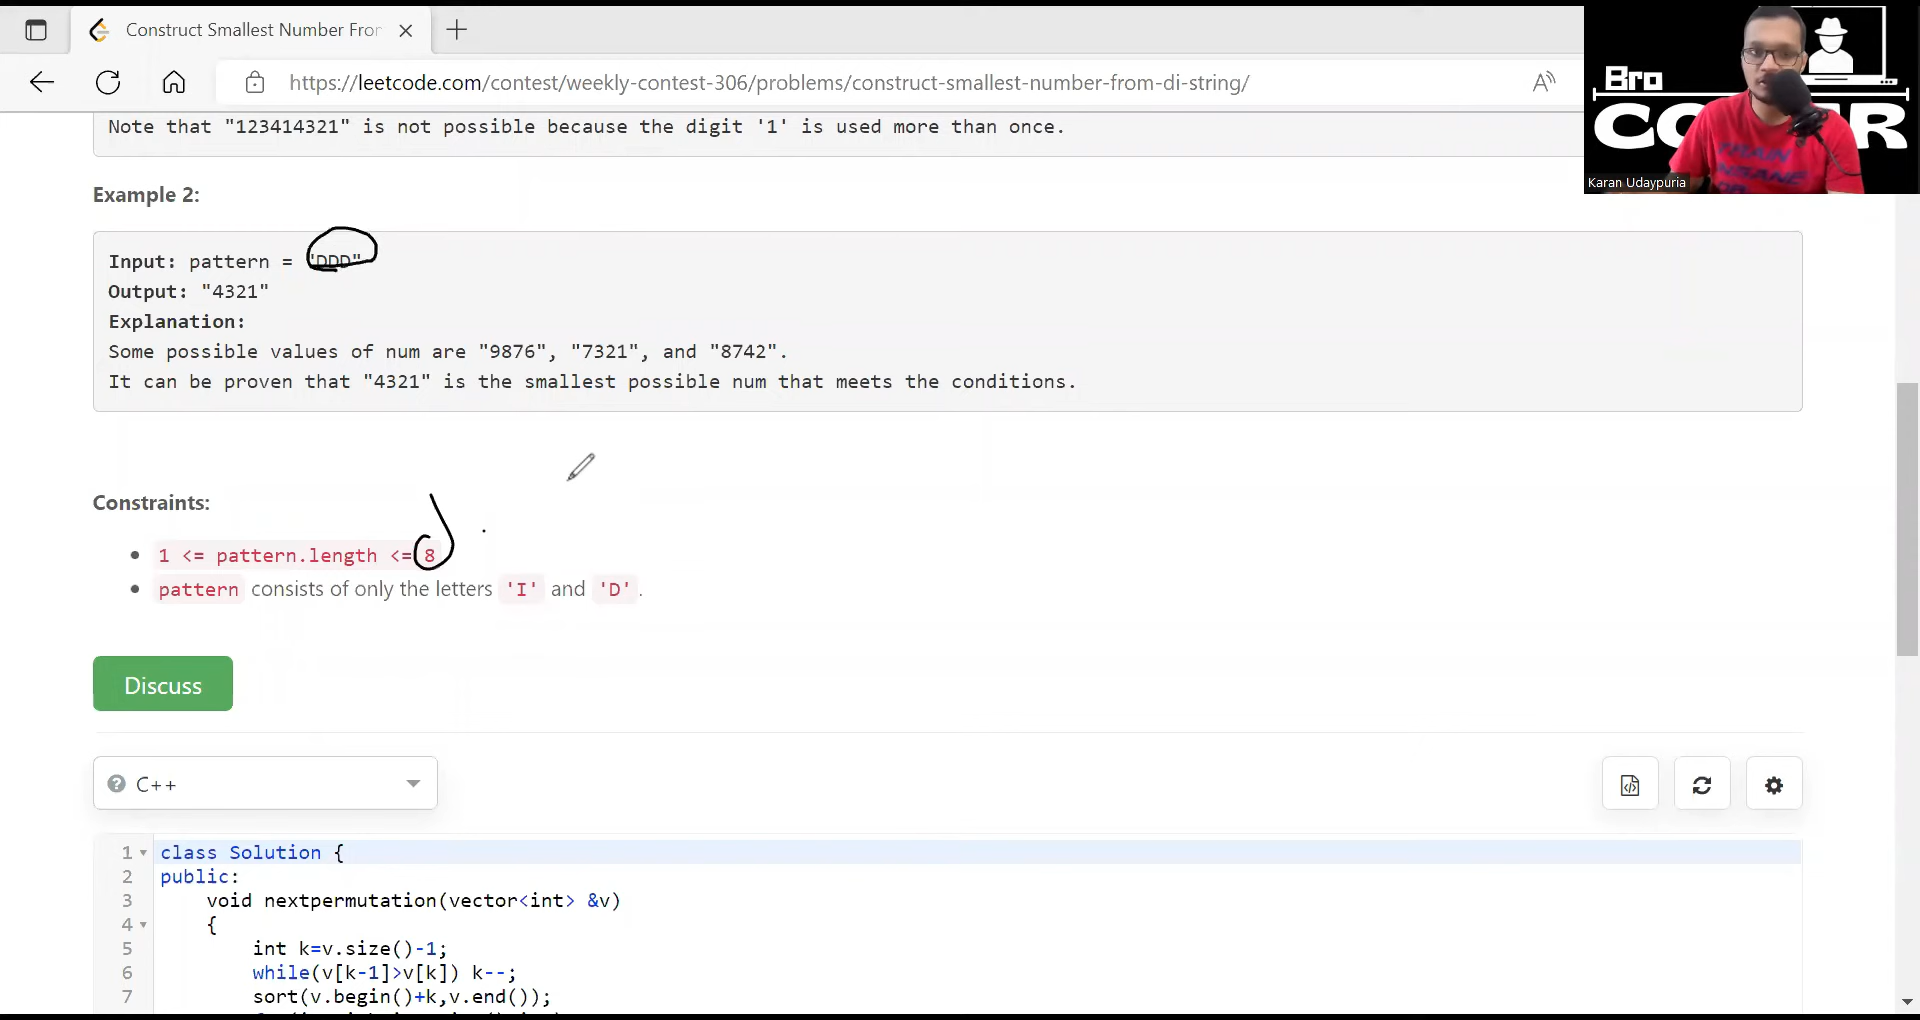 Construct Smallest Number Fror
https://leetcode.com/contest/weekly-contest-306/problems/construct-smallest-number-from-di-string/
Bro
Karan Udaypuria
Note that "123414321" is not possible because the digit '1' is used more than once.
Example 2:
Input: pattern = "DDD"
Output: "4321"
Explanation:
Some possible values of num are "9876", "7321", and "8742".
It can be proven that "4321" is the smallest possible num that meets the conditions.
Constraints:
1 <= pattern.length <= 8
pattern consists of only the letters 'I' and 'D'.
Discuss
C++
1 class Solution {
2 public:
3 void nextpermutation(vector<int> &v)
4 {
5 int k=v.size()-1;
6 while(v[k-1]>v[k]) k--;
7 sort(v.begin()+k,v.end());